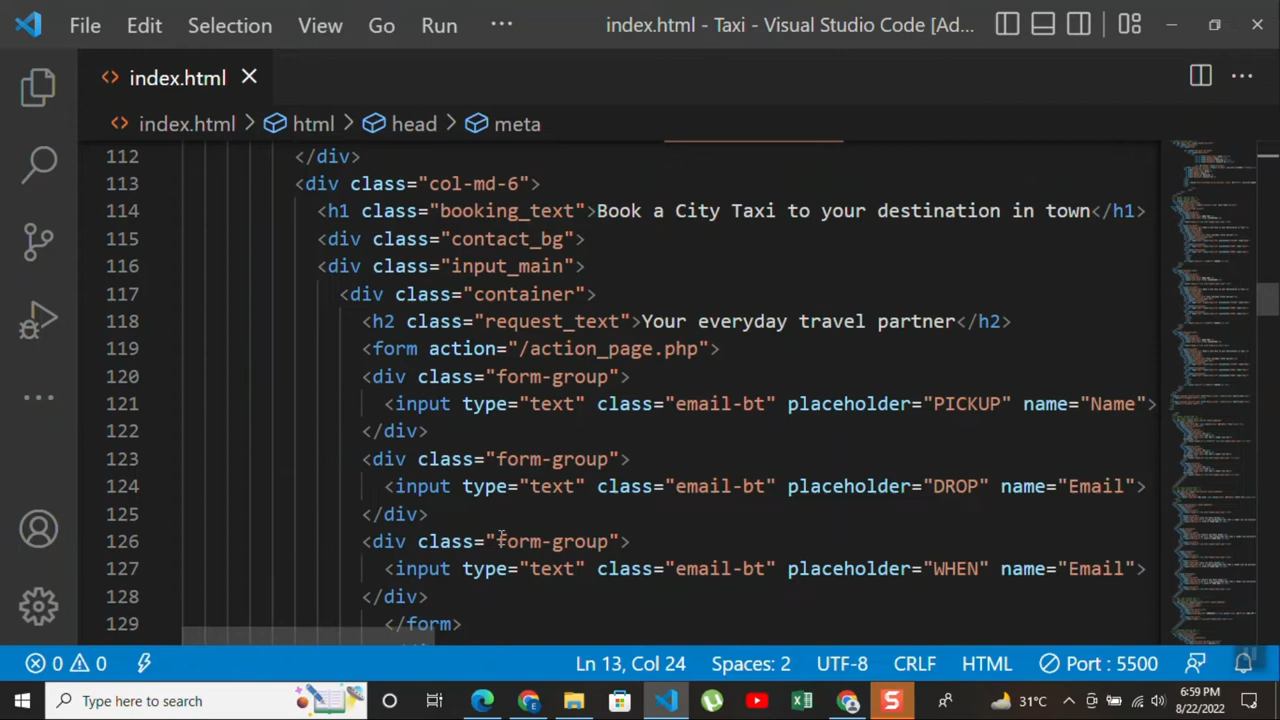 File Edit Selection View Go Run ··· index.html - Taxi - Visual Studio Code [Ad...
index.html
index.html > html > head > meta
112 </div>
113 <div class="col-md-6">
114 <h1 class="booking_text">Book a City Taxi to your destination in town</h1>
115 <div class="contact_bg">
116 <div class="input_main">
117 <div class="container">
118 <h2 class="request_text">Your everyday travel partner</h2>
119 <form action="/action_page.php">
120 <div class="form-group">
121 <input type="text" class="email-bt" placeholder="PICKUP" name="Name">
122 </div>
123 <div class="form-group">
124 <input type="text" class="email-bt" placeholder="DROP" name="Email">
125 </div>
126 <div class="form-group">
127 <input type="text" class="email-bt" placeholder="WHEN" name="Email">
128 </div>
129 </form>
0 0 Ln 13, Col 24 Spaces: 2 UTF-8 CRLF HTML Port : 5500
Type here to search 31°C 6:59 PM
8/22/2022